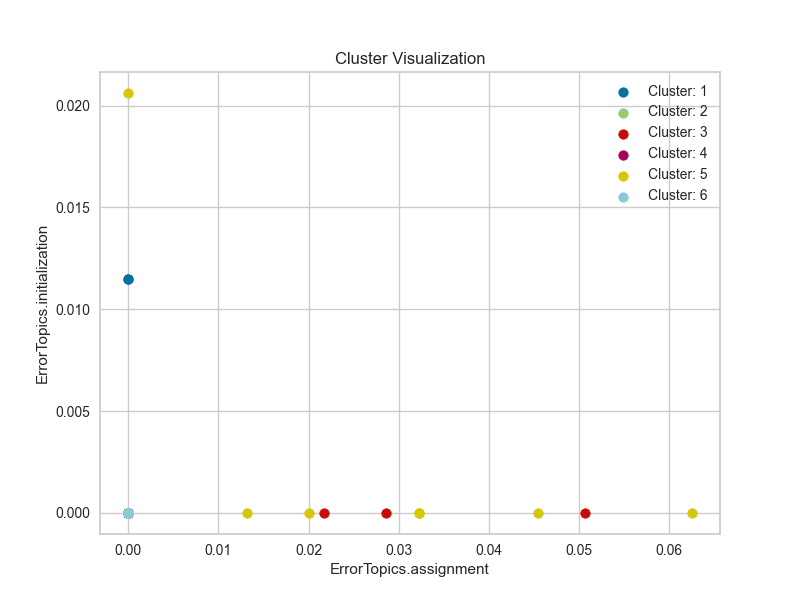 Cluster Visualization
Cluster: 1
Cluster: 2
Cluster: 3
Cluster: 4
Cluster: 5
Cluster: 6
ErrorTopics.initialization
0.020
0.015
0.010
0.005
0.000
0.00 0.01 0.02 0.03 0.04 0.05 0.06
ErrorTopics.assignment